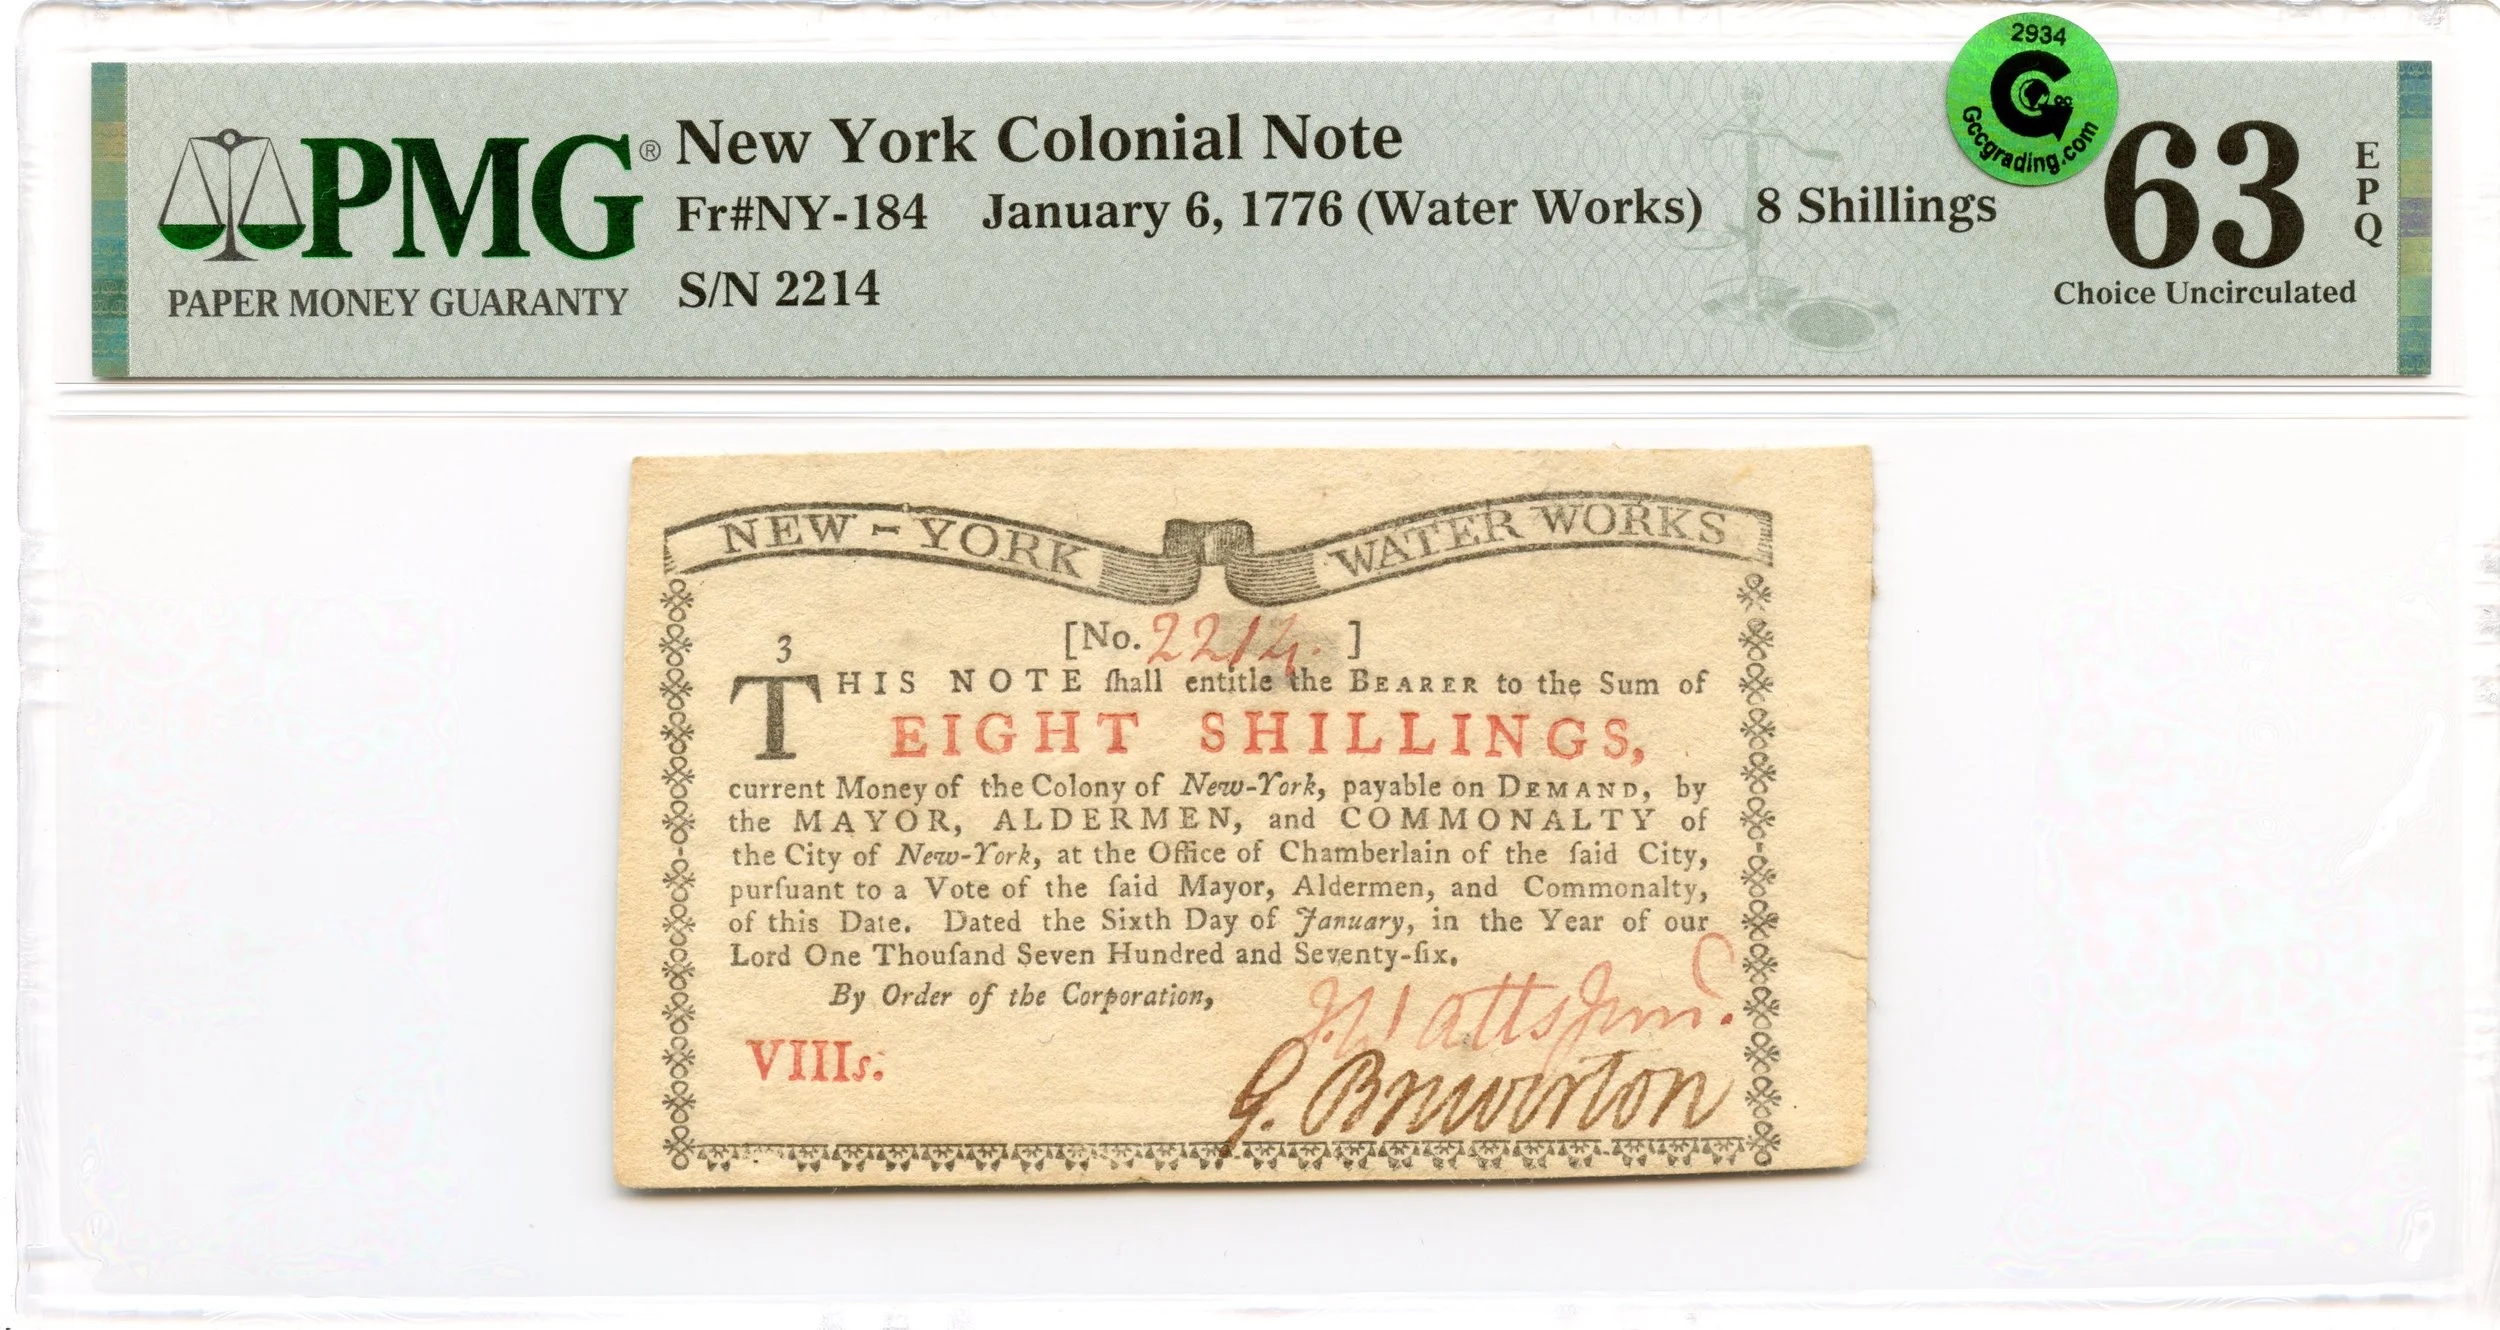 2934
G
Gccgrading.com
PMG® New York Colonial Note
Fr#NY-184 January 6, 1776 (Water Works) 8 Shillings
63 EPQ
PAPER MONEY GUARANTY
S/N 2214
Choice Uncirculated
NEW-YORK WATER WORKS
[No. 2214. ]
3
THIS NOTE ſhall entitle the BEARER to the Sum of
EIGHT SHILLINGS,
current Money of the Colony of New-York, payable on DEMAND, by
the MAYOR, ALDERMEN, and COMMONALTY of
the City of New-York, at the Office of Chamberlain of the ſaid City,
purſuant to a Vote of the ſaid Mayor, Aldermen, and Commonalty,
of this Date. Dated the Sixth Day of January, in the Year of our
Lord One Thouſand Seven Hundred and Seventy-ſix.
By Order of the Corporation,
J. Watts Junr.
VIIIs:
G. Brewerton